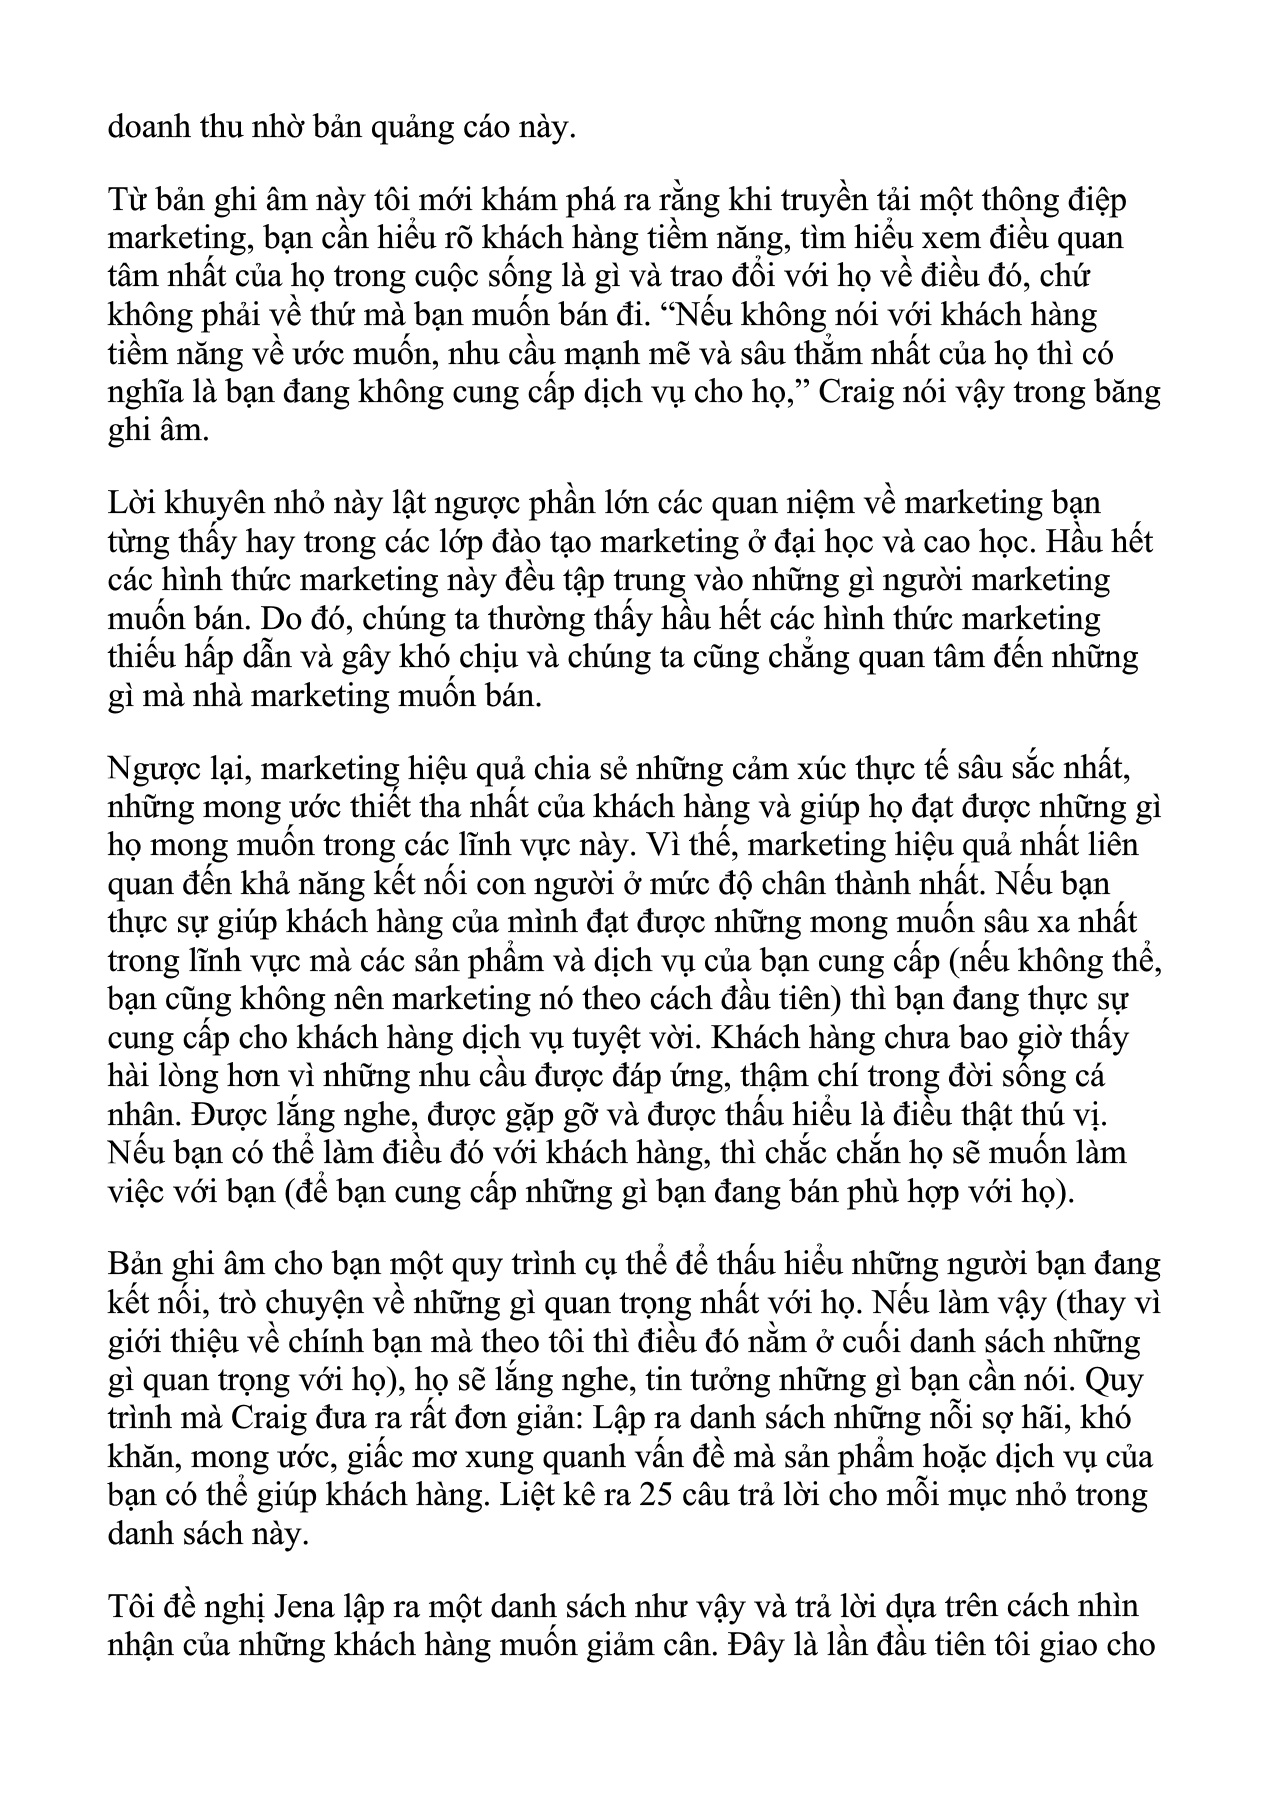 doanh thu nhờ bản quảng cáo này.
Từ bản ghi âm này tôi mới khám phá ra rằng khi truyền tải một thông điệp
marketing, bạn cần hiểu rõ khách hàng tiềm năng, tìm hiểu xem điều quan
tâm nhất của họ trong cuộc sống là gì và trao đổi với họ về điều đó, chứ
không phải về thứ mà bạn muốn bán đi. “Nếu không nói với khách hàng
tiềm năng về ước muốn, nhu cầu mạnh mẽ và sâu thẳm nhất của họ thì có
nghĩa là bạn đang không cung cấp dịch vụ cho họ,” Craig nói vậy trong băng
ghi âm.
Lời khuyên nhỏ này lật ngược phần lớn các quan niệm về marketing bạn
từng thấy hay trong các lớp đào tạo marketing ở đại học và cao học. Hầu hết
các hình thức marketing này đều tập trung vào những gì người marketing
muốn bán. Do đó, chúng ta thường thấy hầu hết các hình thức marketing
thiếu hấp dẫn và gây khó chịu và chúng ta cũng chẳng quan tâm đến những
gì mà nhà marketing muốn bán.
Ngược lại, marketing hiệu quả chia sẻ những cảm xúc thực tế sâu sắc nhất,
những mong ước thiết tha nhất của khách hàng và giúp họ đạt được những gì
họ mong muốn trong các lĩnh vực này. Vì thế, marketing hiệu quả nhất liên
quan đến khả năng kết nối con người ở mức độ chân thành nhất. Nếu bạn
thực sự giúp khách hàng của mình đạt được những mong muốn sâu xa nhất
trong lĩnh vực mà các sản phẩm và dịch vụ của bạn cung cấp (nếu không thể,
bạn cũng không nên marketing nó theo cách đầu tiên) thì bạn đang thực sự
cung cấp cho khách hàng dịch vụ tuyệt vời. Khách hàng chưa bao giờ thấy
hài lòng hơn vì những nhu cầu được đáp ứng, thậm chí trong đời sống cá
nhân. Được lắng nghe, được gặp gỡ và được thấu hiểu là điều thật thú vị.
Nếu bạn có thể làm điều đó với khách hàng, thì chắc chắn họ sẽ muốn làm
việc với bạn (để bạn cung cấp những gì bạn đang bán phù hợp với họ).
Bản ghi âm cho bạn một quy trình cụ thể để thấu hiểu những người bạn đang
kết nối, trò chuyện về những gì quan trọng nhất với họ. Nếu làm vậy (thay vì
giới thiệu về chính bạn mà theo tôi thì điều đó nằm ở cuối danh sách những
gì quan trọng với họ), họ sẽ lắng nghe, tin tưởng những gì bạn cần nói. Quy
trình mà Craig đưa ra rất đơn giản: Lập ra danh sách những nỗi sợ hãi, khó
khăn, mong ước, giấc mơ xung quanh vấn đề mà sản phẩm hoặc dịch vụ của
bạn có thể giúp khách hàng. Liệt kê ra 25 câu trả lời cho mỗi mục nhỏ trong
danh sách này.
Tôi đề nghị Jena lập ra một danh sách như vậy và trả lời dựa trên cách nhìn
nhận của những khách hàng muốn giảm cân. Đây là lần đầu tiên tôi giao cho